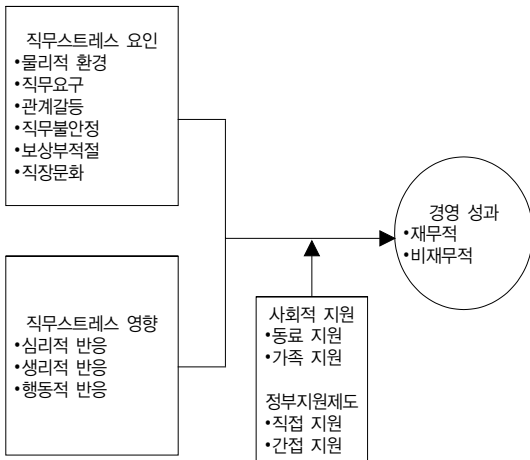 직무스트레스 요인
•물리적 환경
•직무요구
•관계갈등
•직무불안정
•보상부적절
•직장문화
직무스트레스 영향
•심리적 반응
•생리적 반응
•행동적 반응
사회적 지원
•동료 지원
•가족 지원
정부지원제도
•직접 지원
•간접 지원
경영 성과
•재무적
•비재무적